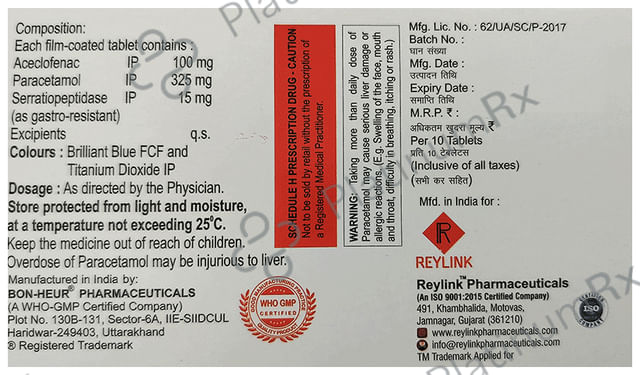 Composition:
Each film-coated tablet contains :
Aceclofenac IP 100 mg
Paracetamol IP 325 mg
Serratiopeptidase IP 15 mg
(as gastro-resistant)
Excipients q.s.
Colours : Brilliant Blue FCF and
Titanium Dioxide IP
Dosage : As directed by the Physician.
Store protected from light and moisture,
at a temperature not exceeding 25°C.
Keep the medicine out of reach of children.
Overdose of Paracetamol may be injurious to liver.
Manufactured in India by:
BON-HEUR® PHARMACEUTICALS
(A WHO-GMP Certified Company)
Plot No. 130B-131, Sector-6A, IIE-SIIDCUL
Haridwar-249403, Uttarakhand
® Registered Trademark
GOOD MANUFACTURING PRACTICE
WHO GMP
CERTIFIED
QUALITY PRODUCT
SCHEDULE H PRESCRIPTION DRUG - CAUTION
Not to be sold by retail without the prescription of
a Registered Medical Practitioner.
WARNING: Taking more than daily dose of
Paracetamol may cause serious liver damage or
allergic reactions. (E.g. Swelling of the face, mouth
and throat, difficulty in breathing, itching or rash.)
Mfg. Lic. No. : 62/UA/SC/P-2017
Batch No. :
घान संख्या
Mfg. Date :
उत्पादन तिथि
Expiry Date :
समाप्ति तिथि
M.R.P. ₹ :
अधिकतम खुदरा मूल्य ₹
Per 10 Tablets
प्रति 10 टेबलेटस
(Inclusive of all taxes)
(सभी कर सहित)
Mfd. in India for :
R
REYLINK
Reylink™ Pharmaceuticals
(An ISO 9001:2015 Certified Company)
491, Khambhalida, Motovas,
Jamnagar, Gujarat (361210)
www.reylinkpharmaceuticals.com
info@reylinkpharmaceuticals.com
TM Trademark Applied for
ISO
PlatinumRx